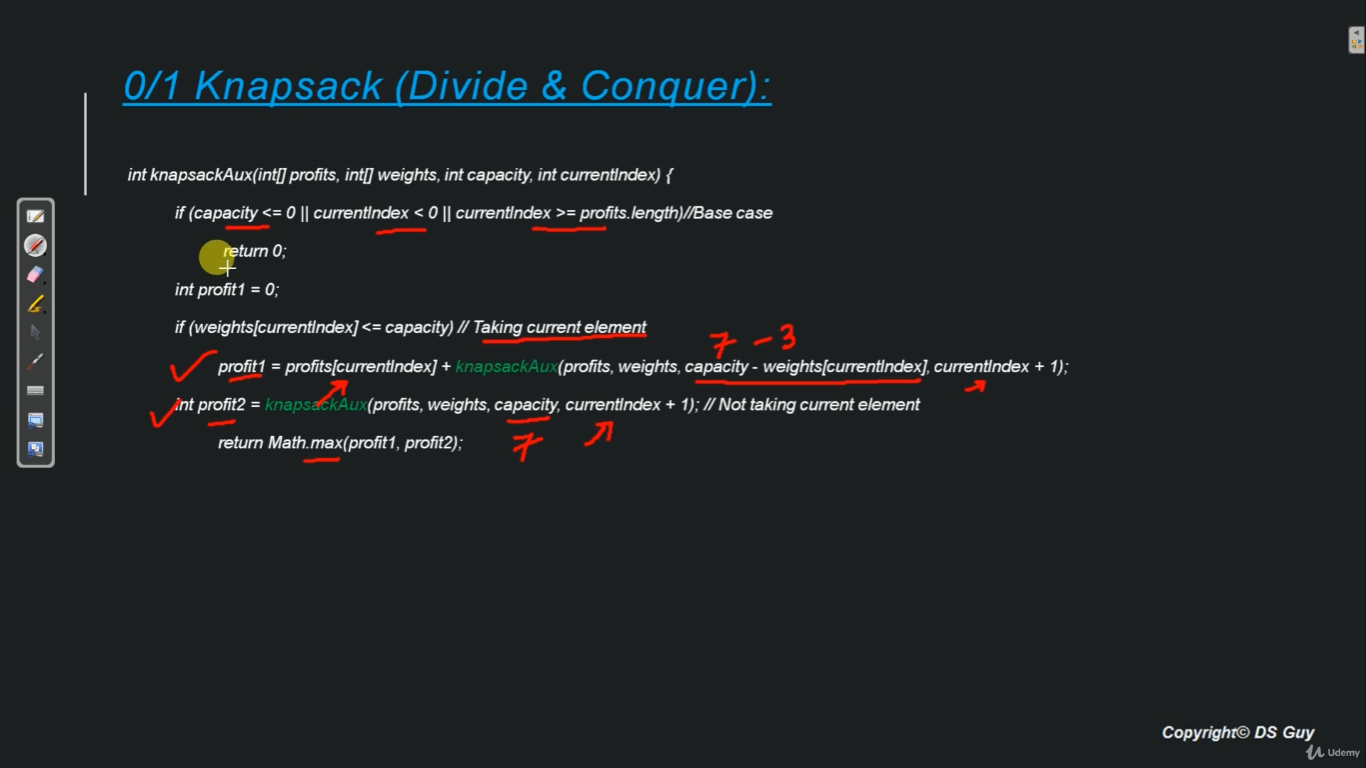 0/1 Knapsack (Divide & Conquer):
int knapsackAux(int[] profits, int[] weights, int capacity, int currentIndex) {
if (capacity <= 0 || currentIndex < 0 || currentIndex >= profits.length)//Base case
return 0;
int profit1 = 0;
if (weights[currentIndex] <= capacity) // Taking current element
7 - 3
profit1 = profits[currentIndex] + knapsackAux(profits, weights, capacity - weights[currentIndex], currentIndex + 1);
int profit2 = knapsackAux(profits, weights, capacity, currentIndex + 1); // Not taking current element
return Math.max(profit1, profit2);
7
Copyright© DS Guy
Udemy